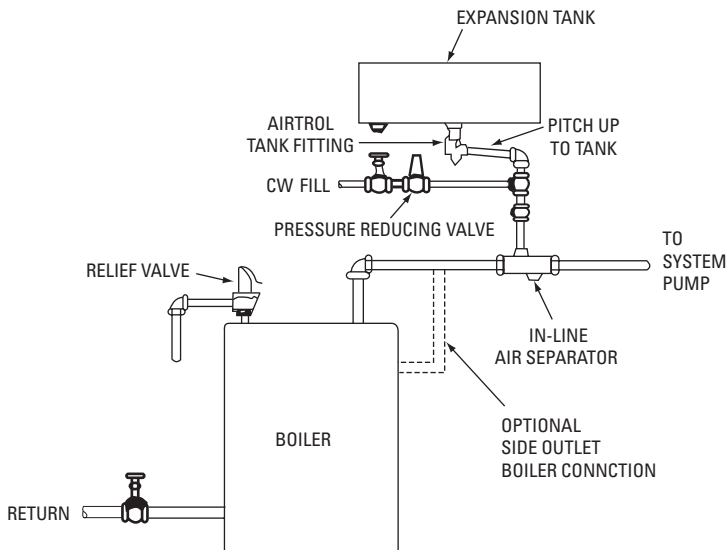 EXPANSION TANK
AIRTROL
TANK FITTING
PITCH UP
TO TANK
CW FILL
PRESSURE REDUCING VALVE
TO
SYSTEM
PUMP
RELIEF VALVE
IN-LINE
AIR SEPARATOR
OPTIONAL
SIDE OUTLET
BOILER CONNCTION
BOILER
RETURN